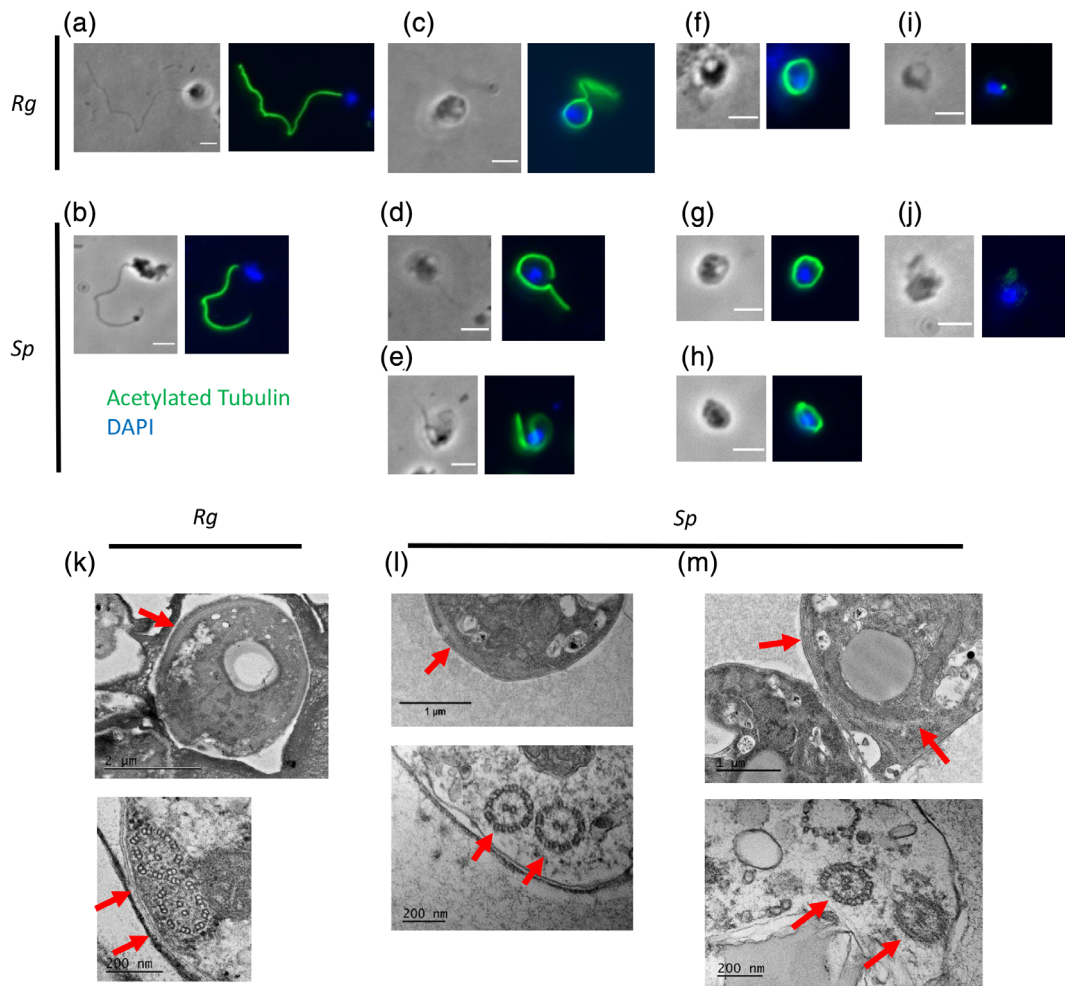 (a)
(c)
(f)
(i)
Rg
(b)
(d)
(g)
(j)
Sp
(e)
(h)
Acetylated Tubulin
DAPI
Rg
Sp
(k)
(l)
(m)
2 µm
1 µm
1 µm
200 nm
200 nm
200 nm